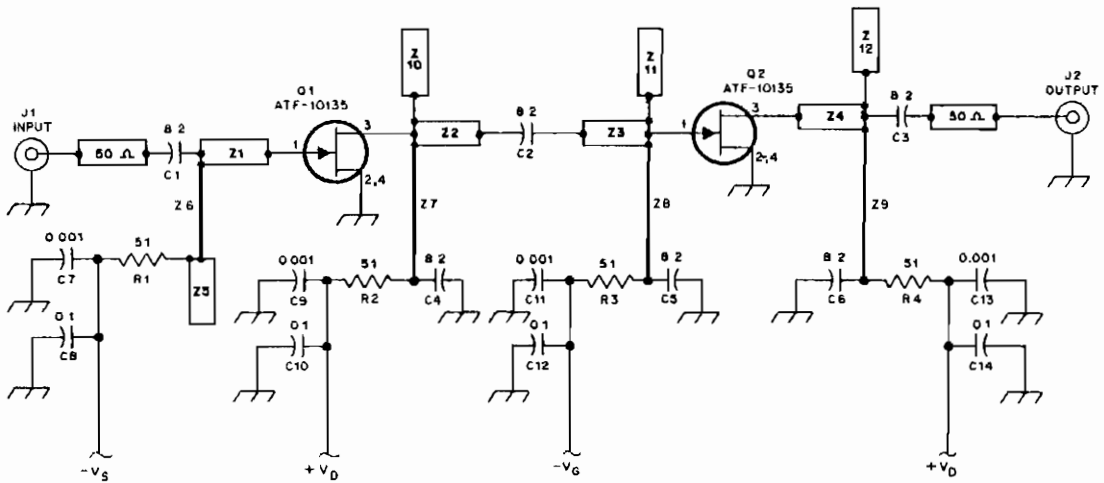 Z
10
Z
11
Z
12
Q1
ATF-10135
Q2
ATF-10135
J1
INPUT
J2
OUTPUT
50 Ω
8 2
C1
Z1
1
3
2,4
Z2
8 2
C2
Z3
1
3
2,4
Z4
8 2
C3
50 Ω
Z6
Z7
Z8
Z9
0 001
C7
51
R1
Z5
0 1
C8
-VS
0 001
C9
51
R2
8 2
C4
0 1
C10
+VD
0 001
C11
51
R3
8 2
C5
0 1
C12
-VG
8 2
C6
51
R4
0.001
C13
0 1
C14
+VD